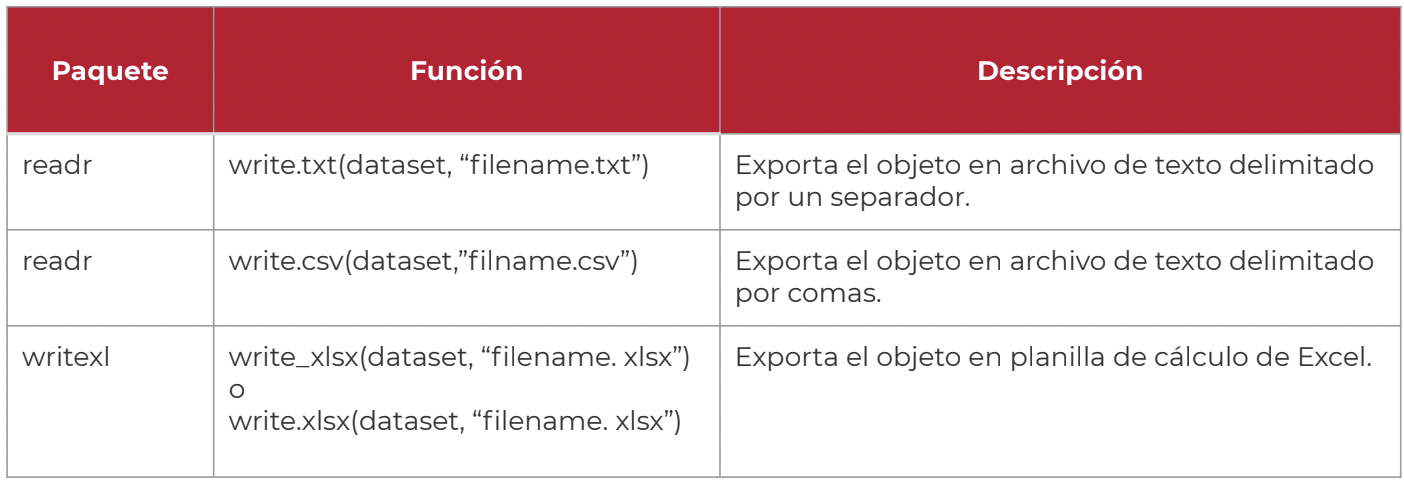 Paquete Función Descripción
readr write.txt(dataset, “filename.txt”) Exporta el objeto en archivo de texto delimitado
por un separador.
readr write.csv(dataset,”filname.csv”) Exporta el objeto en archivo de texto delimitado
por comas.
writexl write_xlsx(dataset, “filename. xlsx”) Exporta el objeto en planilla de cálculo de Excel.
o
write.xlsx(dataset, “filename. xlsx”)